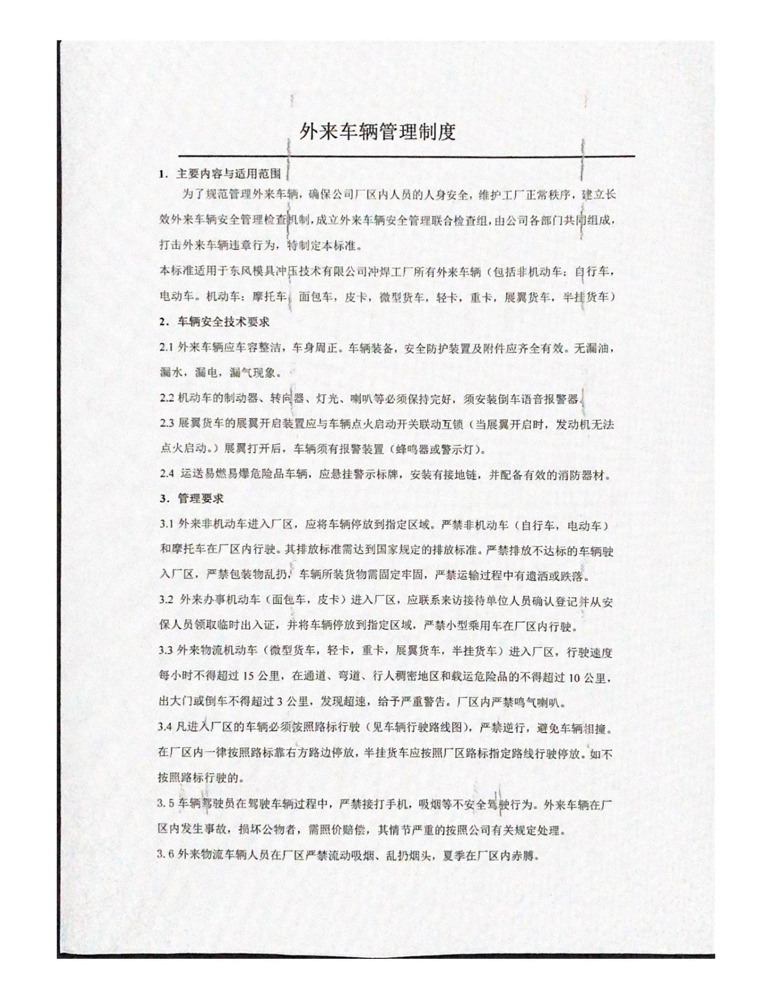 外来车辆管理制度
1. 主要内容与适用范围
为了规范管理外来车辆，确保公司厂区内人员的人身安全，维护工厂正常秩序，建立长
效外来车辆安全管理检查机制，成立外来车辆安全管理联合检查组，由公司各部门共同组成，
打击外来车辆违章行为，特制定本标准。
本标准适用于东风模具冲压技术有限公司冲焊工厂所有外来车辆（包括非机动车：自行车，
电动车。机动车：摩托车，面包车，皮卡，微型货车，轻卡，重卡，展翼货车，半挂货车）
2. 车辆安全技术要求
2.1 外来车辆应车容整洁，车身周正。车辆装备，安全防护装置及附件应齐全有效。无漏油，
漏水，漏电，漏气现象。
2.2 机动车的制动器、转向器、灯光、喇叭等必须保持完好，须安装倒车语音报警器。
2.3 展翼货车的展翼开启装置应与车辆点火启动开关联动互锁（当展翼开启时，发动机无法
点火启动。）展翼打开后，车辆须有报警装置（蜂鸣器或警示灯）。
2.4 运送易燃易爆危险品车辆，应悬挂警示标牌，安装有接地链，并配备有效的消防器材。
3. 管理要求
3.1 外来非机动车进入厂区，应将车辆停放到指定区域。严禁非机动车（自行车，电动车）
和摩托车在厂区内行驶。其排放标准需达到国家规定的排放标准。严禁排放不达标的车辆驶
入厂区，严禁包装物乱扔，车辆所装货物需固定牢固，严禁运输过程中有遗洒或跌落。
3.2 外来办事机动车（面包车，皮卡）进入厂区，应联系来访接待单位人员确认登记并从安
保人员领取临时出入证，并将车辆停放到指定区域，严禁小型乘用车在厂区内行驶。
3.3 外来物流机动车（微型货车，轻卡，重卡，展翼货车，半挂货车）进入厂区，行驶速度
每小时不得超过 15 公里，在通道、弯道、行人稠密地区和载运危险品的不得超过 10 公里，
出大门或倒车不得超过 3 公里，发现超速，给予严重警告。厂区内严禁鸣气喇叭。
3.4 凡进入厂区的车辆必须按照路标行驶（见车辆行驶路线图），严禁逆行，避免车辆相撞。
在厂区内一律按照路标靠右方路边停放，半挂货车应按照厂区路标指定路线行驶停放。如不
按照路标行驶的。
3.5 车辆驾驶员在驾驶车辆过程中，严禁接打手机，吸烟等不安全驾驶行为。外来车辆在厂
区内发生事故，损坏公物者，需照价赔偿，其情节严重的按照公司有关规定处理。
3.6 外来物流车辆人员在厂区严禁流动吸烟、乱扔烟头，夏季在厂区内赤膊。